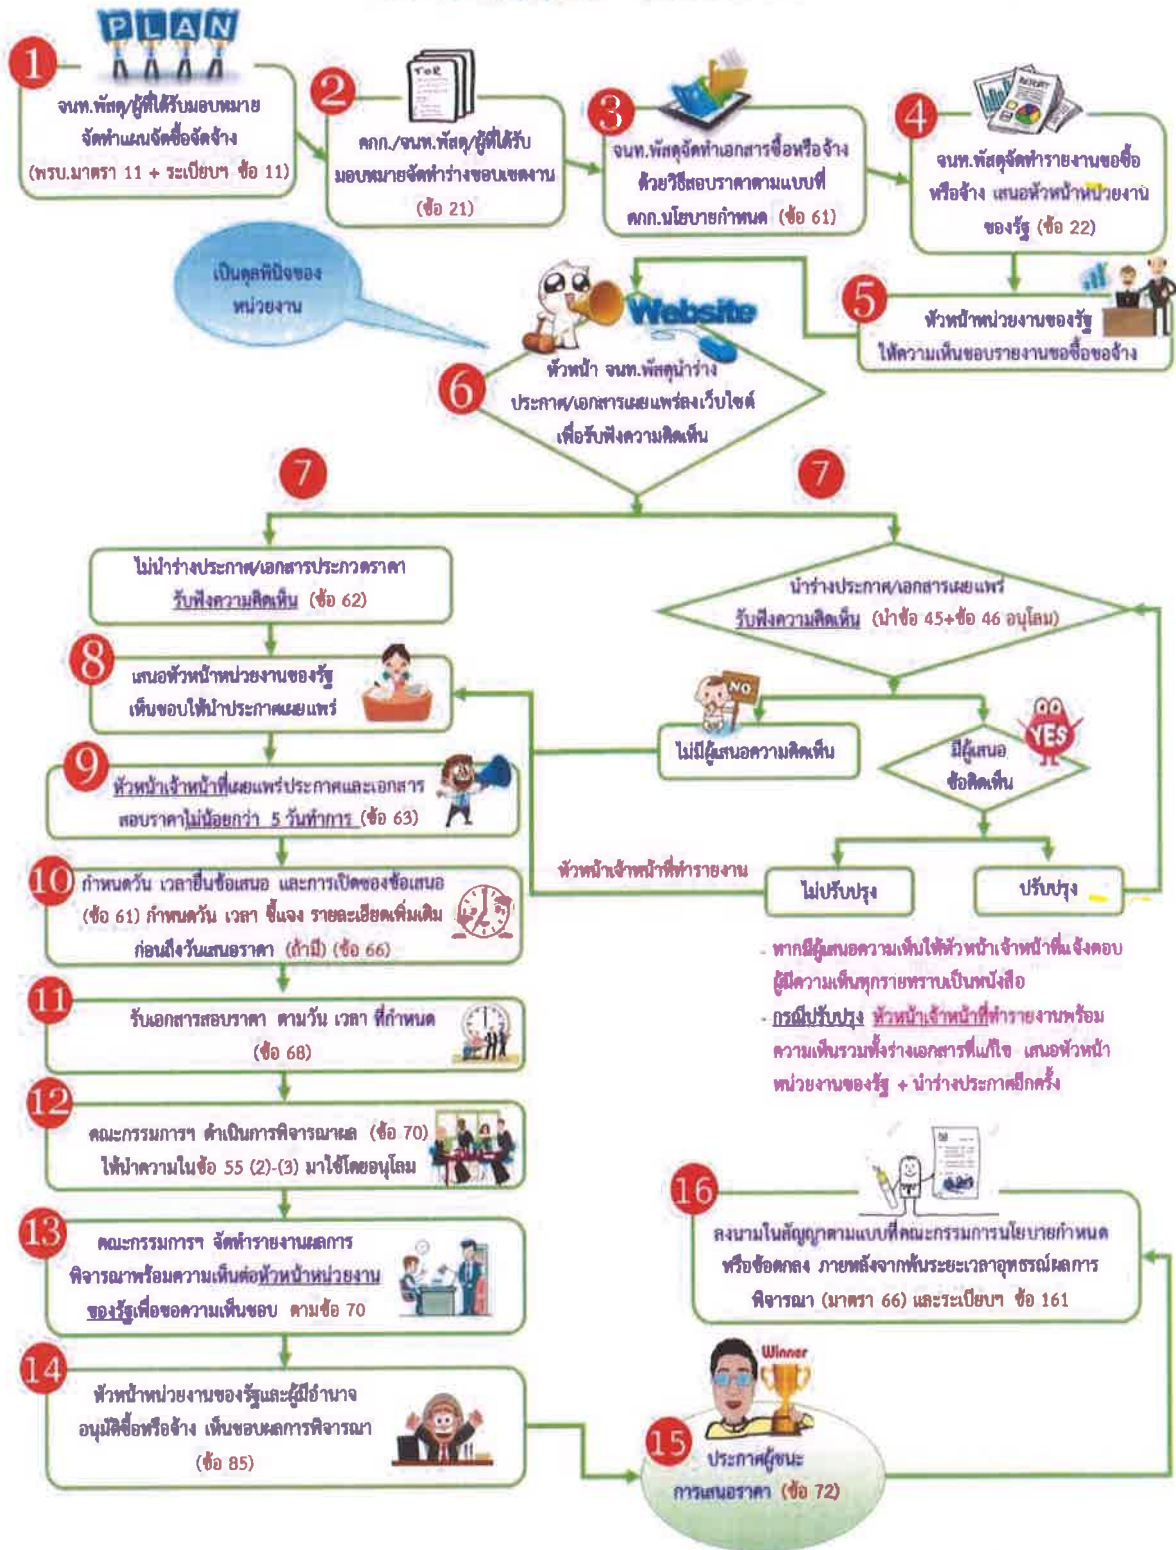 PLAN
1
จนท.พัสดุ/ผู้ที่ได้รับมอบหมาย
จัดทำแผนจัดซื้อจัดจ้าง
(พรบ.มาตรา 11 + ระเบียบฯ ข้อ 11)
2
TOR
คกก./จนท.พัสดุ/ผู้ที่ได้รับ
มอบหมายจัดทำร่างขอบเขตงาน
(ข้อ 21)
3
จนท.พัสดุจัดทำเอกสารซื้อหรือจ้าง
ด้วยวิธีสอบราคาตามแบบที่
คกก.นโยบายกำหนด (ข้อ 61)
4
REPORT
จนท.พัสดุจัดทำรายงานขอซื้อ
หรือจ้าง เสนอหัวหน้าหน่วยงาน
ของรัฐ (ข้อ 22)
5
หัวหน้าหน่วยงานของรัฐ
ให้ความเห็นชอบรายงานขอซื้อขอจ้าง
เป็นดุลพินิจของ
หน่วยงาน
Website
6
หัวหน้า จนท.พัสดุนำร่าง
ประกาศ/เอกสารเผยแพร่ลงเว็บไซต์
เพื่อรับฟังความคิดเห็น
7
7
ไม่นำร่างประกาศ/เอกสารประกวดราคา
รับฟังความคิดเห็น (ข้อ 62)
นำร่างประกาศ/เอกสารเผยแพร่
รับฟังความคิดเห็น (นำข้อ 45+ข้อ 46 อนุโลม)
8
เสนอหัวหน้าหน่วยงานของรัฐ
เห็นชอบให้นำประกาศเผยแพร่
NO
ไม่มีผู้เสนอความคิดเห็น
YES
มีผู้เสนอ
ข้อคิดเห็น
9
หัวหน้าเจ้าหน้าที่เผยแพร่ประกาศและเอกสาร
สอบราคาไม่น้อยกว่า 5 วันทำการ (ข้อ 63)
หัวหน้าเจ้าหน้าที่ทำรายงาน
ไม่ปรับปรุง
ปรับปรุง
10
กำหนดวัน เวลายื่นข้อเสนอ และการเปิดซองข้อเสนอ
(ข้อ 61) กำหนดวัน เวลา ชี้แจง รายละเอียดเพิ่มเติม
ก่อนถึงวันเสนอราคา (ถ้ามี) (ข้อ 66)
- หากมีผู้เสนอความเห็นให้หัวหน้าเจ้าหน้าที่แจ้งตอบ
ผู้มีความเห็นทุกรายทราบเป็นหนังสือ
- กรณีปรับปรุง หัวหน้าเจ้าหน้าที่ทำรายงานพร้อม
ความเห็นรวมทั้งร่างเอกสารที่แก้ไข เสนอหัวหน้า
หน่วยงานของรัฐ + นำร่างประกาศอีกครั้ง
11
รับเอกสารสอบราคา ตามวัน เวลา ที่กำหนด
(ข้อ 68)
12
คณะกรรมการฯ ดำเนินการพิจารณาผล (ข้อ 70)
ให้นำความในข้อ 55 (2)-(3) มาใช้โดยอนุโลม
13
คณะกรรมการฯ จัดทำรายงานผลการ
พิจารณาพร้อมความเห็นต่อหัวหน้าหน่วยงาน
ของรัฐเพื่อขอความเห็นชอบ ตามข้อ 70
16
ลงนามในสัญญาตามแบบที่คณะกรรมการนโยบายกำหนด
หรือข้อตกลง ภายหลังจากพ้นระยะเวลาอุทธรณ์ผลการ
พิจารณา (มาตรา 66) และระเบียบฯ ข้อ 161
14
หัวหน้าหน่วยงานของรัฐและผู้มีอำนาจ
อนุมัติซื้อหรือจ้าง เห็นชอบผลการพิจารณา
(ข้อ 85)
Winner
15
ประกาศผู้ชนะ
การเสนอราคา (ข้อ 72)